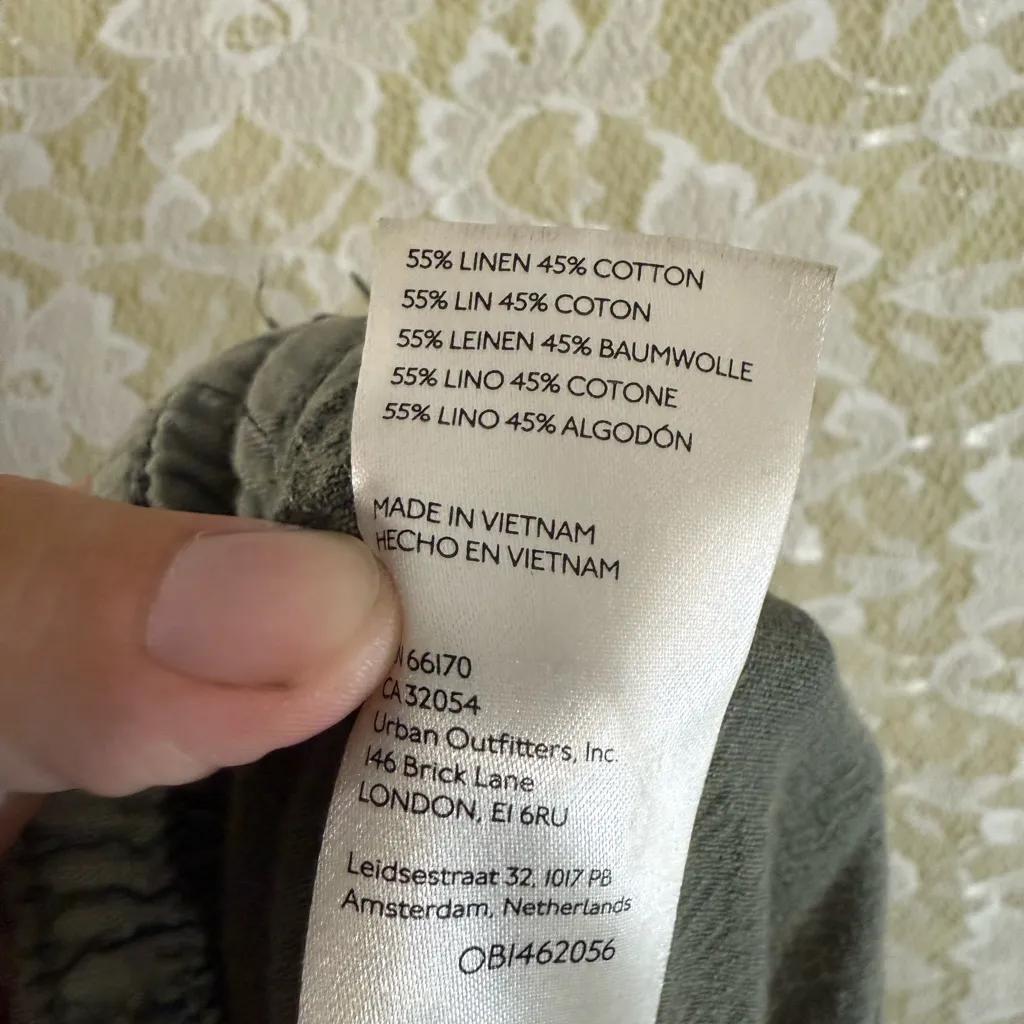 55% LINEN 45% COTTON
55% LIN 45% COTON
55% LEINEN 45% BAUMWOLLE
55% LINO 45% COTONE
55% LINO 45% ALGODÓN
MADE IN VIETNAM
HECHO EN VIETNAM
66170
CA 32054
Urban Outfitters, Inc.
146 Brick Lane
LONDON, E1 6RU
Leidsestraat 32, 1017 PB
Amsterdam, Netherlands
OB1462056